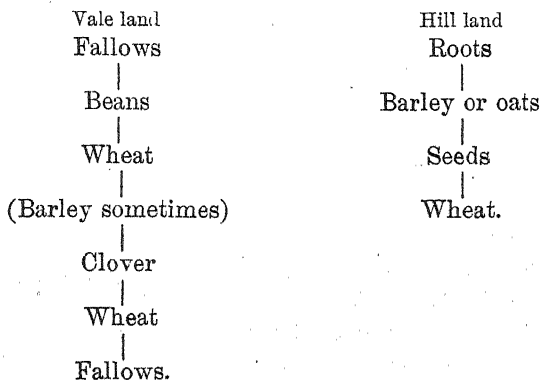 Vale land
Fallows
Beans
Wheat
(Barley sometimes)
Clover
Wheat
Fallows.
Hill land
Roots
Barley or oats
Seeds
Wheat.